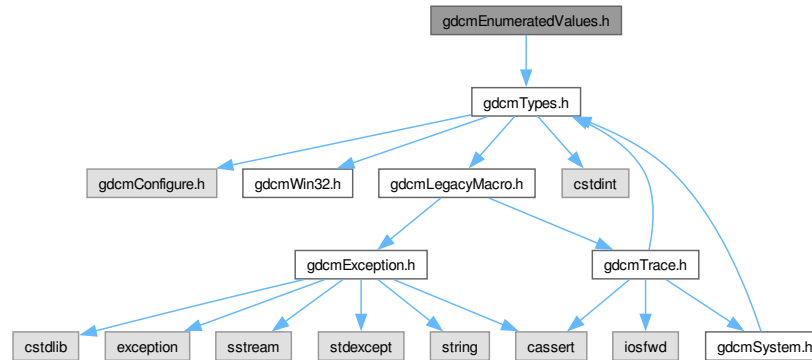 gdcmEnumeratedValues.h
gdcmTypes.h
gdcmConfigure.h
gdcmWin32.h
gdcmLegacyMacro.h
cstdint
gdcmException.h
gdcmTrace.h
cstdlib
exception
sstream
stdexcept
string
cassert
iosfwd
gdcmSystem.h